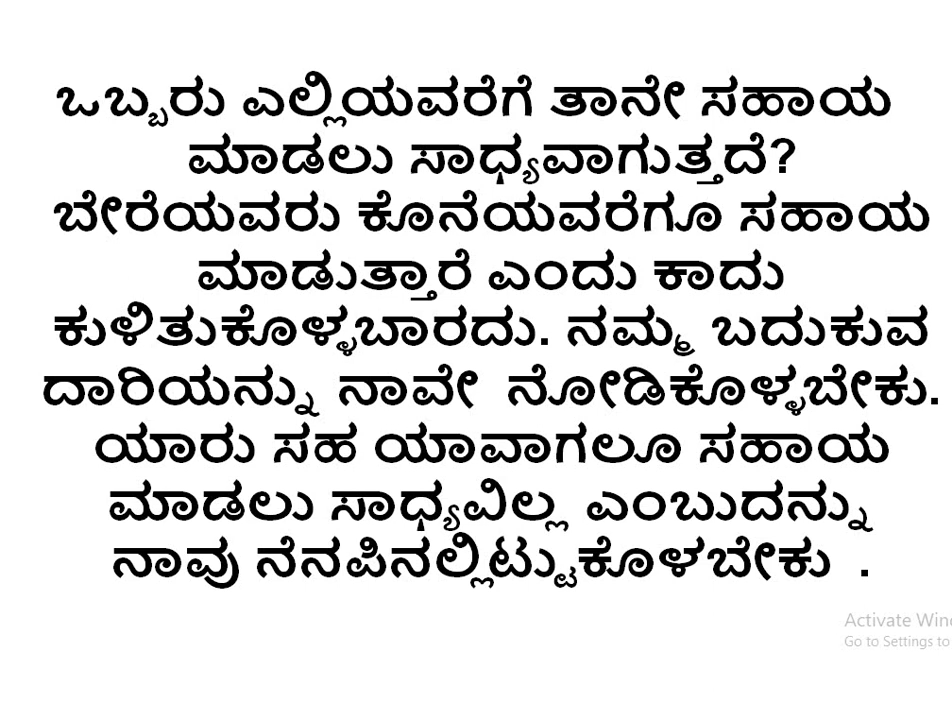 ಒಬ್ಬರು ಎಲ್ಲಿಯವರೆಗೆ ತಾನೇ ಸಹಾಯ
ಮಾಡಲು ಸಾಧ್ಯವಾಗುತ್ತದೆ?
ಬೇರೆಯವರು ಕೊನೆಯವರೆಗೂ ಸಹಾಯ
ಮಾಡುತ್ತಾರೆ ಎಂದು ಕಾದು
ಕುಳಿತುಕೊಳ್ಳಬಾರದು. ನಮ್ಮ ಬದುಕುವ
ದಾರಿಯನ್ನು ನಾವೇ ನೋಡಿಕೊಳ್ಳಬೇಕು.
ಯಾರು ಸಹ ಯಾವಾಗಲೂ ಸಹಾಯ
ಮಾಡಲು ಸಾಧ್ಯವಿಲ್ಲ ಎಂಬುದನ್ನು
ನಾವು ನೆನಪಿನಲ್ಲಿಟ್ಟುಕೊಳಬೇಕು .
Activate Win
Go to Settings to